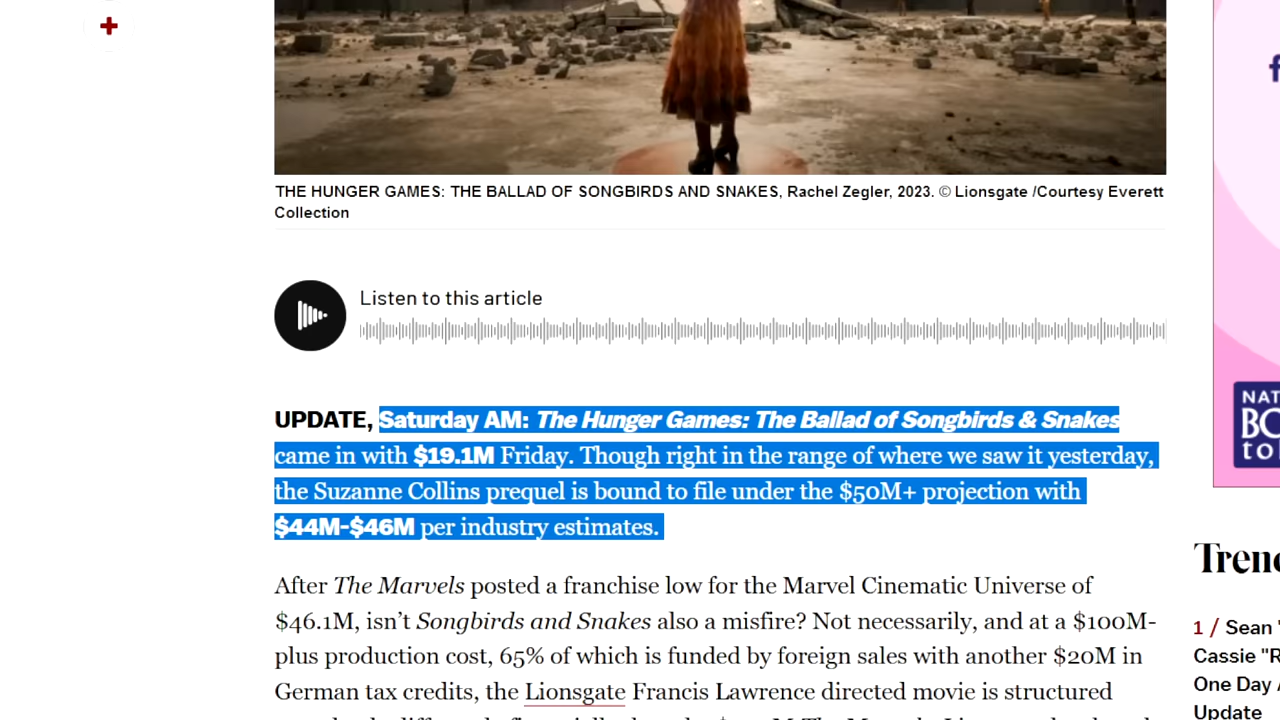 THE HUNGER GAMES: THE BALLAD OF SONGBIRDS AND SNAKES, Rachel Zegler, 2023. © Lionsgate /Courtesy Everett
Collection
Listen to this article
UPDATE, Saturday AM: The Hunger Games: The Ballad of Songbirds & Snakes
came in with $19.1M Friday. Though right in the range of where we saw it yesterday,
the Suzanne Collins prequel is bound to file under the $50M+ projection with
$44M-$46M per industry estimates.
After The Marvels posted a franchise low for the Marvel Cinematic Universe of
$46.1M, isn’t Songbirds and Snakes also a misfire? Not necessarily, and at a $100M-
plus production cost, 65% of which is funded by foreign sales with another $20M in
German tax credits, the Lionsgate Francis Lawrence directed movie is structured
NAT
BO
to
Tren
1 / Sean "
Cassie "R
One Day
Update